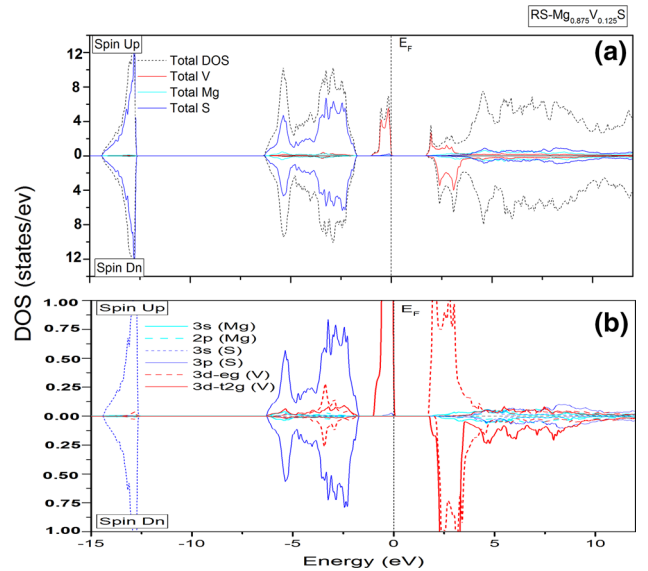 RS-Mg0.875V0.125S
Spin Up
(a)
EF
Total DOS
Total V
Total Mg
Total S
12
8
4
0
4
8
12
Spin Dn
DOS (states/ev)
1.00
0.75
0.50
0.25
0.00
0.25
0.50
0.75
1.00
Spin Up
(b)
EF
3s (Mg)
2p (Mg)
3s (S)
3p (S)
3d-eg (V)
3d-t2g (V)
Spin Dn
-15 -10 -5 0 5 10
Energy (eV)